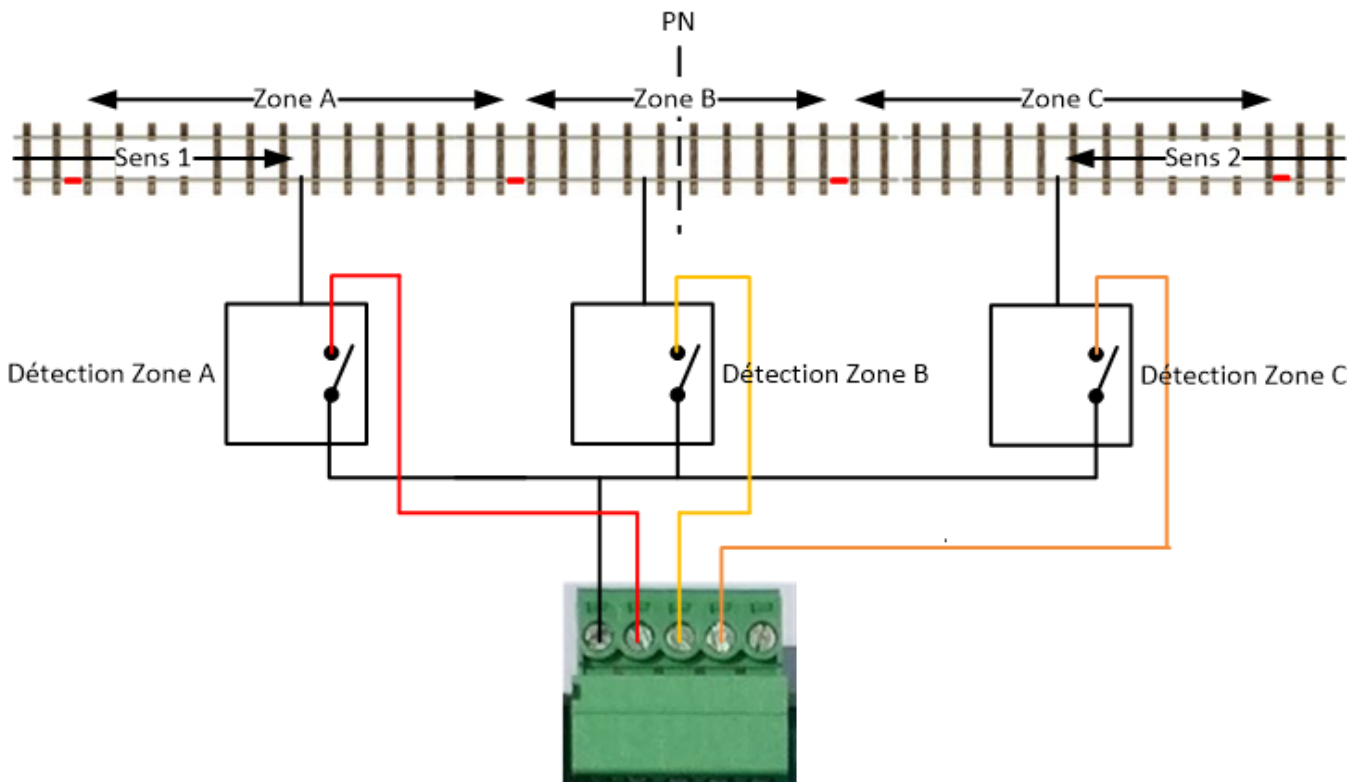 PN
Zone A
Zone B
Zone C
Sens 1
Sens 2
Détection Zone A
Détection Zone B
Détection Zone C